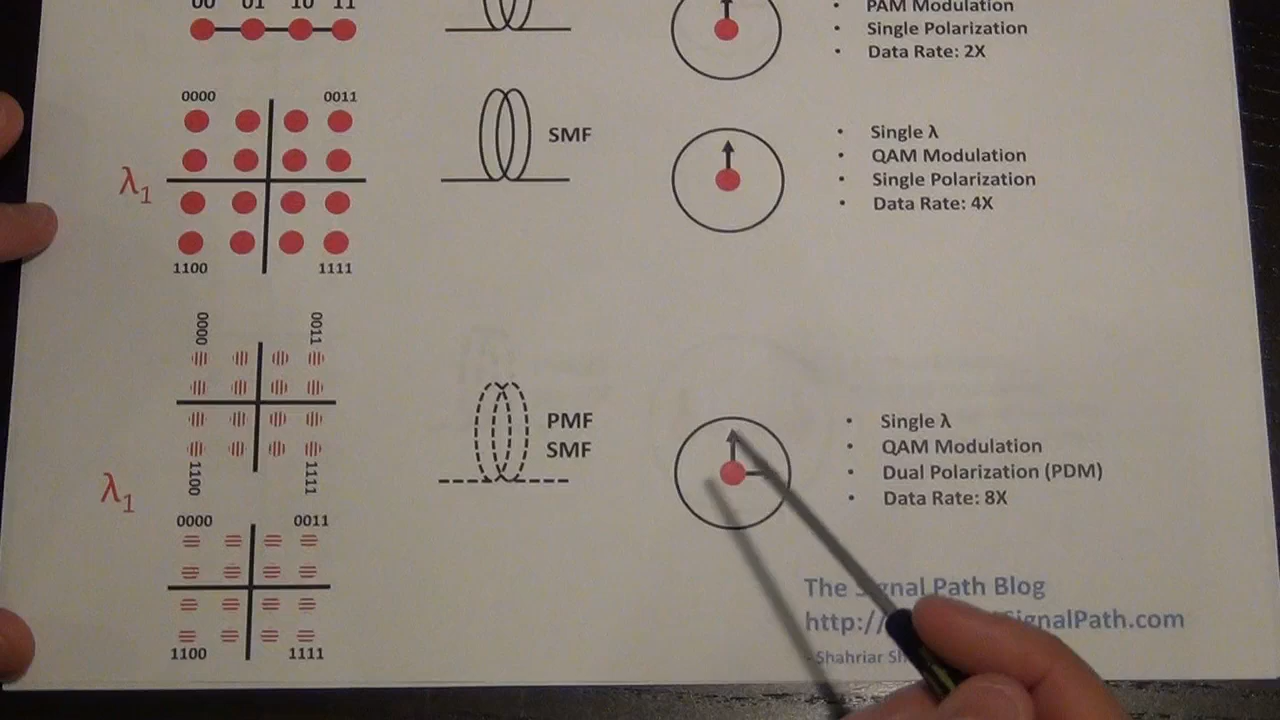 00 01 10 11
PAM Modulation
Single Polarization
Data Rate: 2X
0000 0011
λ1
1100 1111
SMF
Single λ
QAM Modulation
Single Polarization
Data Rate: 4X
0000 0011
1100 1111
λ1
0000 0011
1100 1111
PMF
SMF
Single λ
QAM Modulation
Dual Polarization (PDM)
Data Rate: 8X
The Signal Path Blog
http:// SignalPath.com
- Shahriar